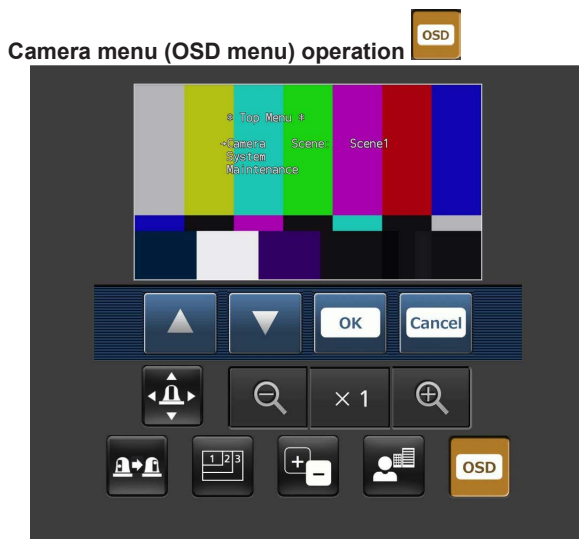 Camera menu (OSD menu) operation OSD
* Top Menu *
→Camera Scene: Scene1
System
Maintenance
OK Cancel
× 1
1 2 3
OSD